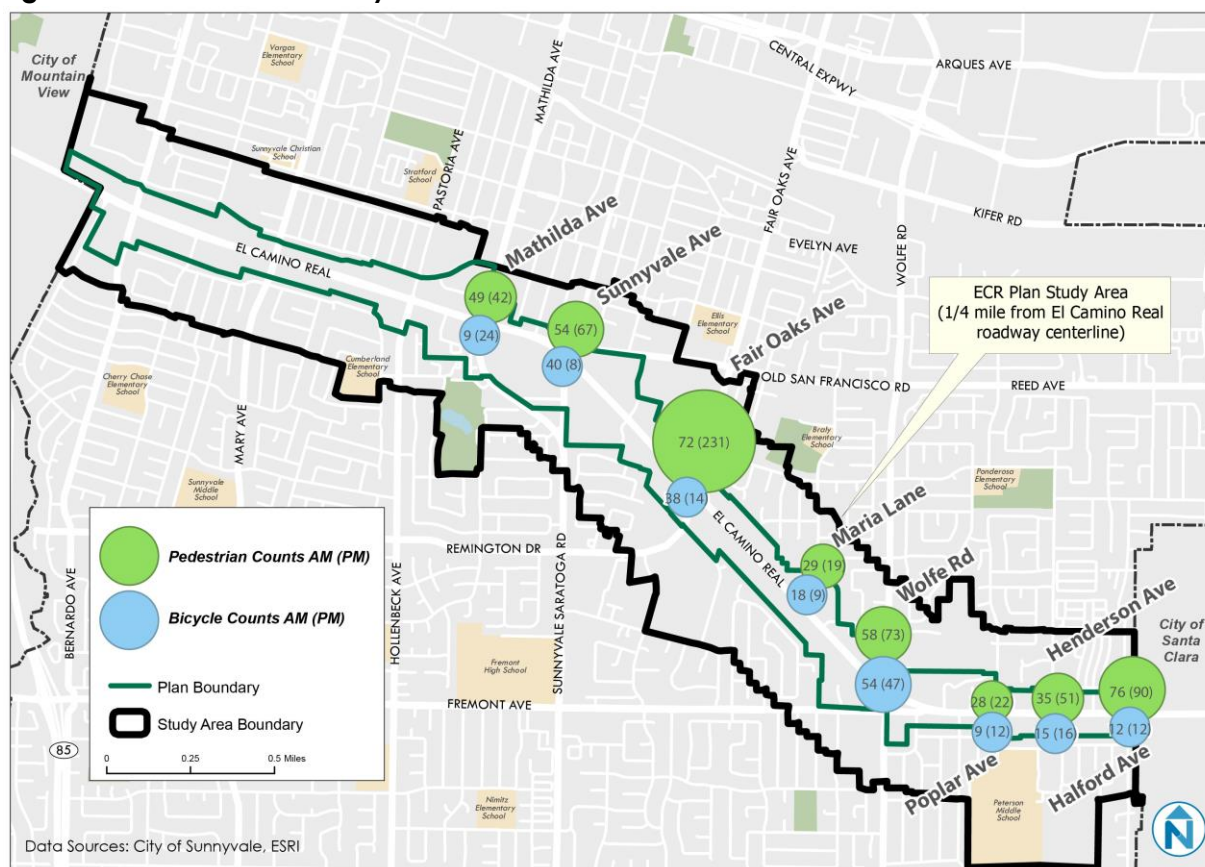 City of
Mountain
View
Vargas
Elementary
School
MATHILDA AVE
CENTRAL EXPWY
ARQUES AVE
Sunnyvale Christian
School
Stratford
School
PASTORIA AVE
FAIR OAKS AVE
KIFER RD
EVELYN AVE
WOLFE RD
EL CAMINO REAL
Mathilda Ave
Sunnyvale Ave
49 (42)
9 (24)
54 (67)
40 (8)
Ellis
Elementary
School
Fair Oaks Ave
ECR Plan Study Area
(1/4 mile from El Camino Real
roadway centerline)
OLD SAN FRANCISCO RD
REED AVE
Cherry Chase
Elementary
School
Cumberland
Elementary
School
MARY AVE
72 (231)
38 (14)
Braly
Elementary
School
Ponderosa
Elementary
School
Sunnyvale
Middle
School
REMINGTON DR
EL CAMINO REAL
Maria Lane
29 (19)
18 (9)
Wolfe Rd
58 (73)
54 (47)
Henderson Ave
City of
Santa
Clara
28 (22)
9 (12)
35 (51)
15 (16)
76 (90)
12 (12)
Poplar Ave
Halford Ave
Peterson
Middle
School
BERNARDO AVE
HOLLENBECK AVE
SUNNYVALE SARATOGA RD
Fremont
High School
FREMONT AVE
Nimitz
Elementary
School
85
Pedestrian Counts AM (PM)
Bicycle Counts AM (PM)
Plan Boundary
Study Area Boundary
0 0.25 0.5 Miles
N
Data Sources: City of Sunnyvale, ESRI